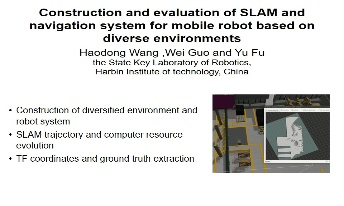 Construction and evaluation of SLAM and
navigation system for mobile robot based on
diverse environments
Haodong Wang ,Wei Guo and Yu Fu
the State Key Laboratory of Robotics,
Harbin Institute of technology, China
• Construction of diversified environment and
robot system
• SLAM trajectory and computer resource
evolution
• TF coordinates and ground truth extraction